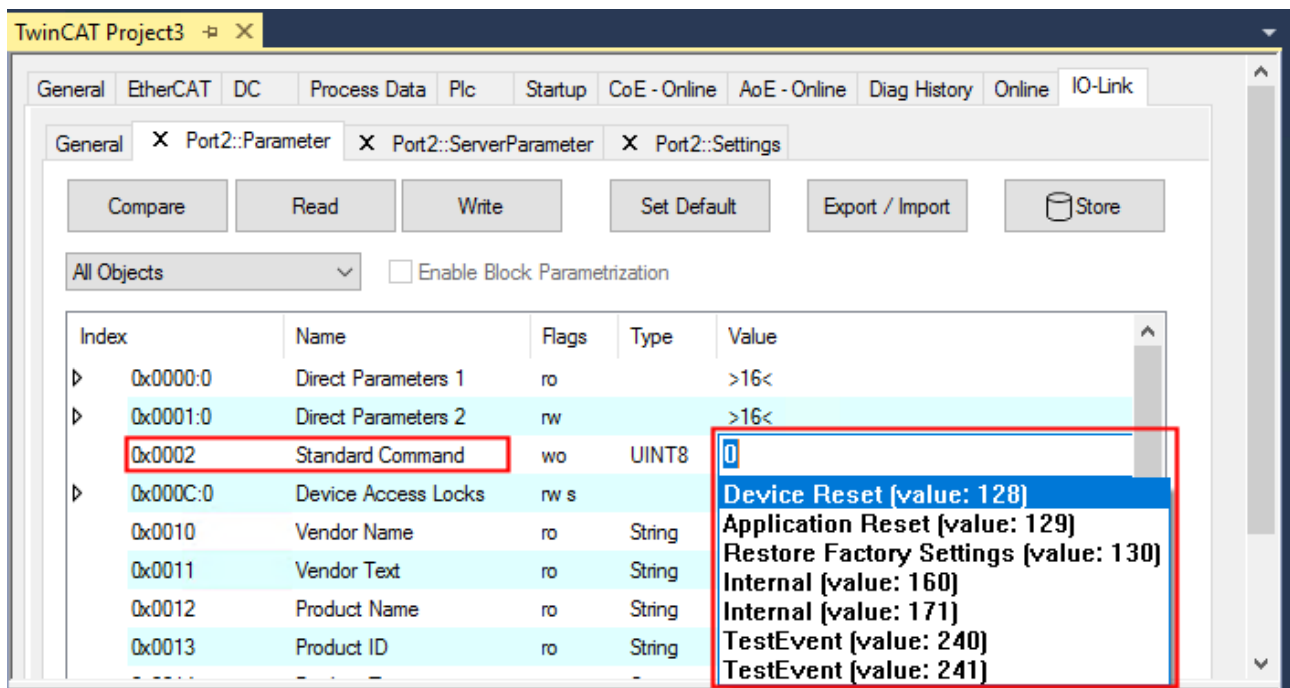 TwinCAT Project3
General EtherCAT DC Process Data Plc Startup CoE - Online AoE - Online Diag History Online IO-Link
General X Port2::Parameter X Port2::ServerParameter X Port2::Settings
Compare Read Write Set Default Export / Import Store
All Objects Enable Block Parametrization
Index Name Flags Type Value
0x0000:0 Direct Parameters 1 ro >16<
0x0001:0 Direct Parameters 2 rw >16<
0x0002 Standard Command wo UINT8 0
0x000C:0 Device Access Locks rw s Device Reset (value: 128)
Application Reset (value: 129)
0x0010 Vendor Name ro String Restore Factory Settings (value: 130)
0x0011 Vendor Text ro String Internal (value: 160)
0x0012 Product Name ro String Internal (value: 171)
0x0013 Product ID ro String TestEvent (value: 240)
TestEvent (value: 241)